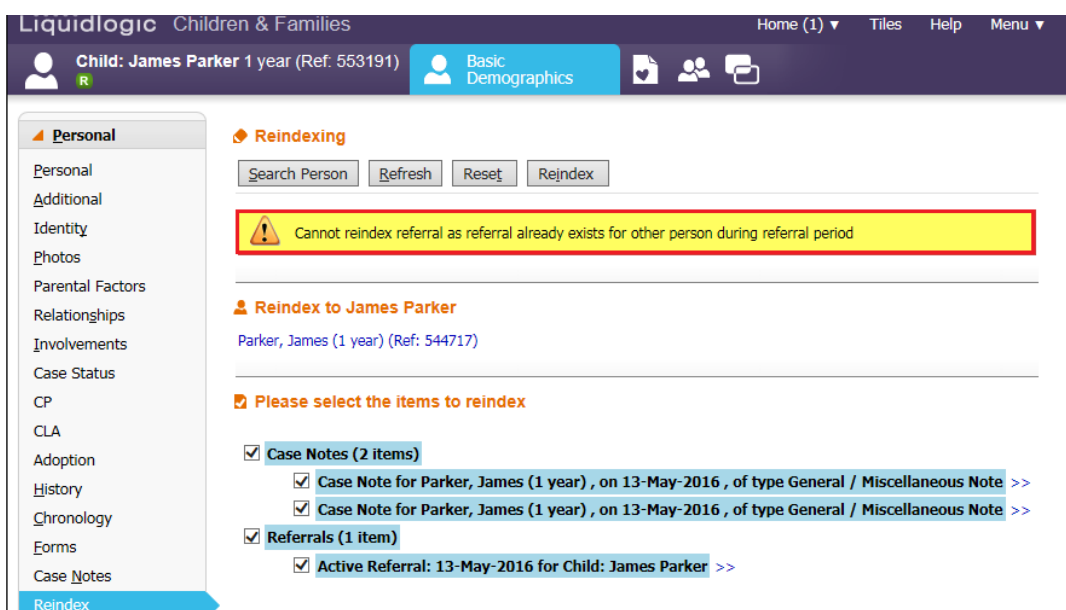 Liquidlogic Children & Families
Home (1) ▼ Tiles Help Menu ▼
Child: James Parker 1 year (Ref: 553191)
R
Basic
Demographics
Personal
Personal
Additional
Identity
Photos
Parental Factors
Relationships
Involvements
Case Status
CP
CLA
Adoption
History
Chronology
Forms
Case Notes
Reindex
Reindexing
Search Person Refresh Reset Reindex
Cannot reindex referral as referral already exists for other person during referral period
Reindex to James Parker
Parker, James (1 year) (Ref: 544717)
Please select the items to reindex
Case Notes (2 items)
Case Note for Parker, James (1 year) , on 13-May-2016 , of type General / Miscellaneous Note >>
Case Note for Parker, James (1 year) , on 13-May-2016 , of type General / Miscellaneous Note >>
Referrals (1 item)
Active Referral: 13-May-2016 for Child: James Parker >>